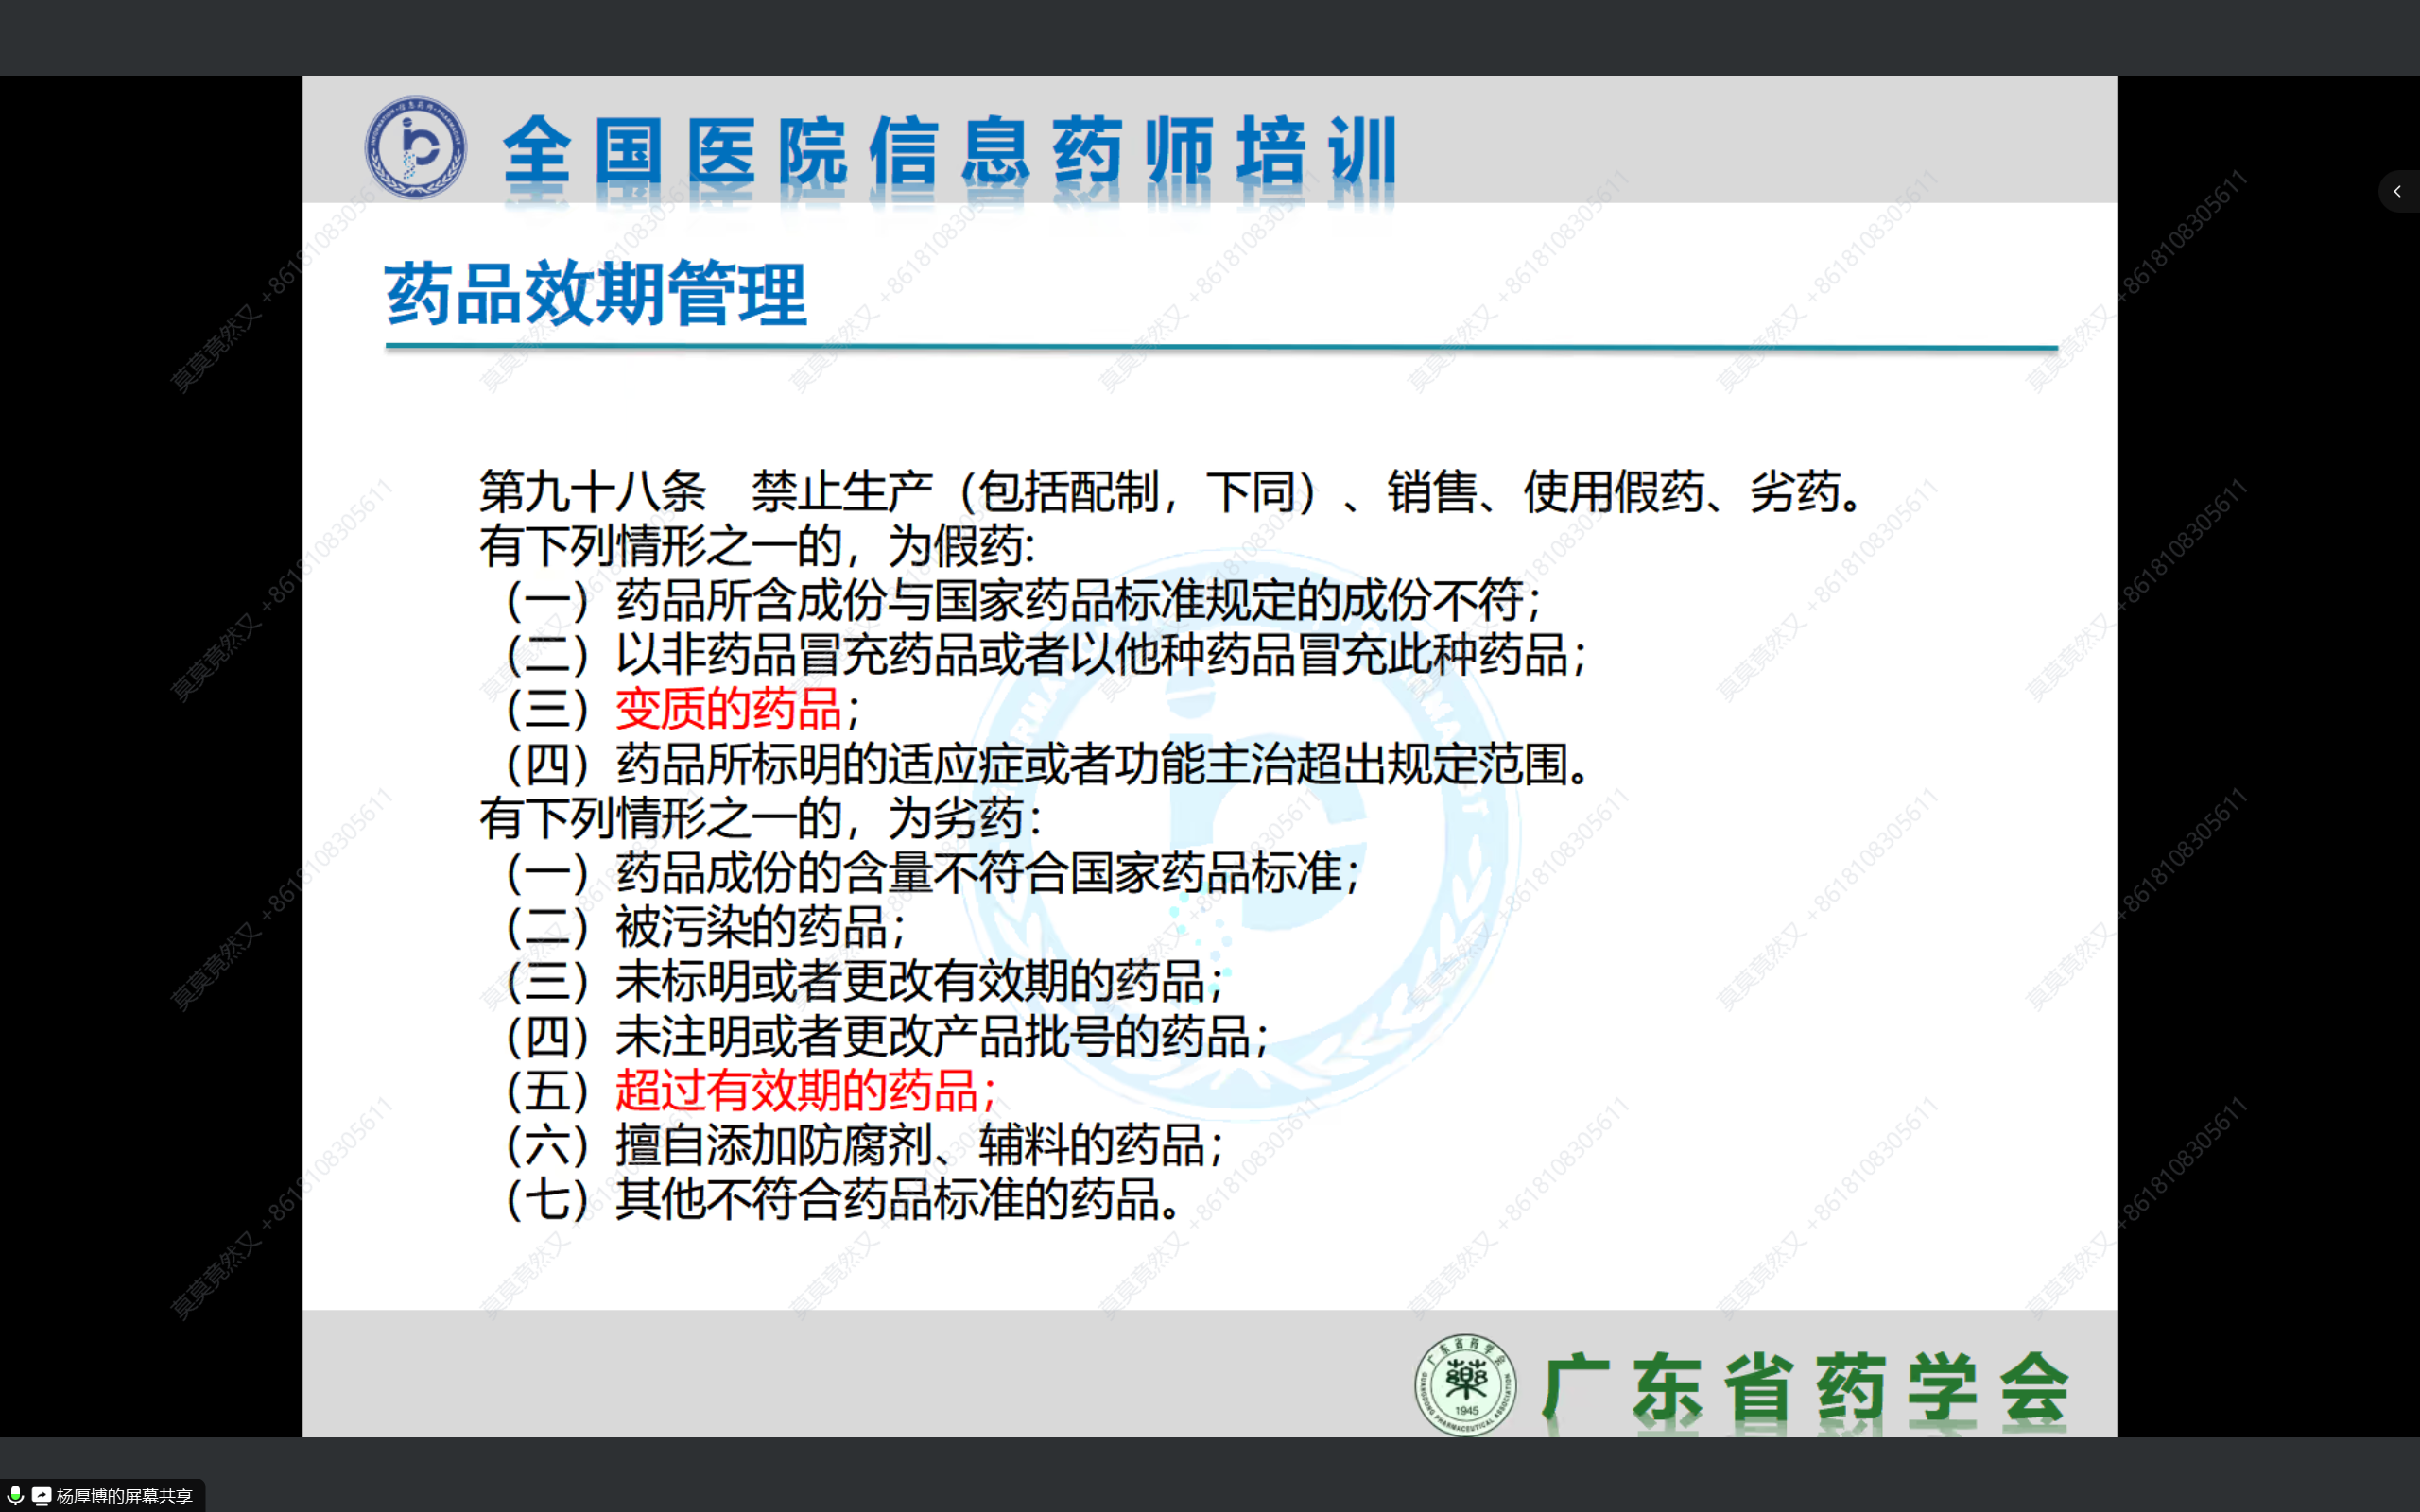 全国医院信息药师培训
药品效期管理
第九十八条　禁止生产（包括配制，下同）、销售、使用假药、劣药。
有下列情形之一的，为假药:
（一）药品所含成份与国家药品标准规定的成份不符；
（二）以非药品冒充药品或者以他种药品冒充此种药品；
（三）变质的药品；
（四）药品所标明的适应症或者功能主治超出规定范围。
有下列情形之一的，为劣药：
（一）药品成份的含量不符合国家药品标准；
（二）被污染的药品；
（三）未标明或者更改有效期的药品；
（四）未注明或者更改产品批号的药品；
（五）超过有效期的药品；
（六）擅自添加防腐剂、辅料的药品；
（七）其他不符合药品标准的药品。
广东省药学会
GUANGDONG PHARMACEUTICAL ASSOCIATION
藥
1945
广东省药学会
杨厚博的屏幕共享
莫莫竟然又 +8618108305611